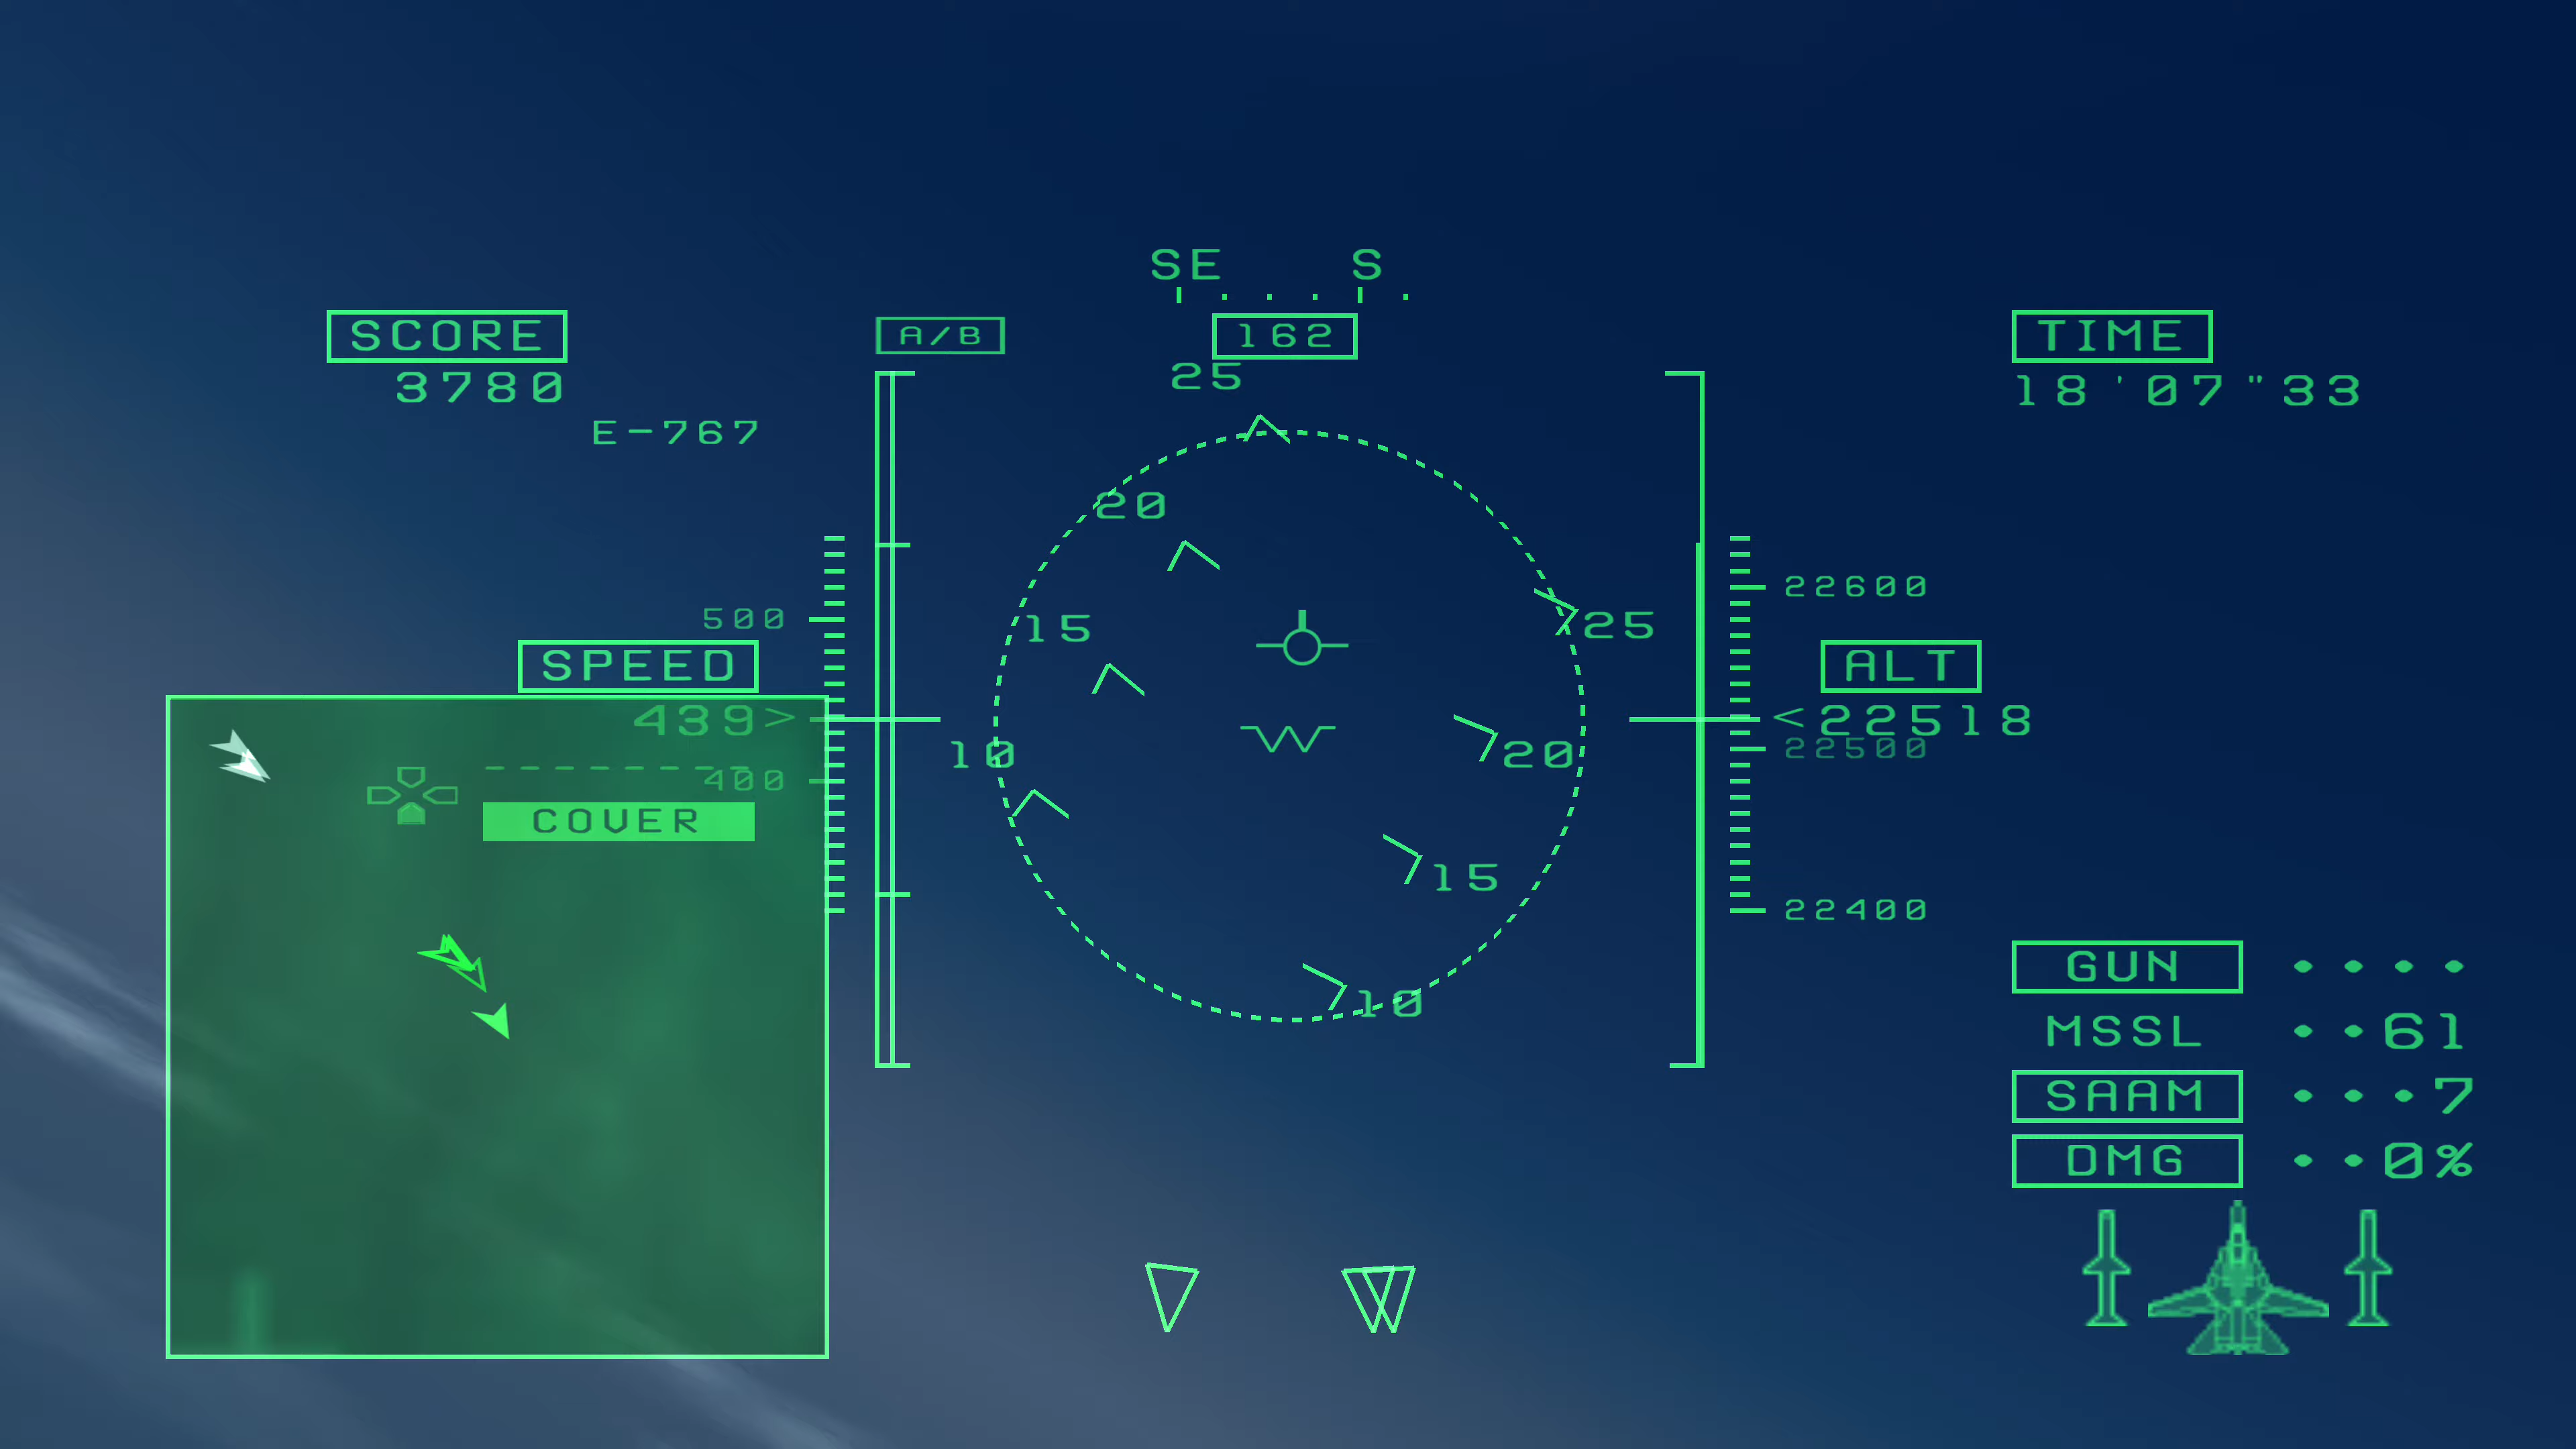 SE S
SCORE
A/B
162
TIME
3780
25
18'07"33
E-767
20
22600
500
15
25
SPEED
ALT
439>
<22518
10
20
22500
400
COVER
15
22400
GUN
10
MSSL 61
SAAM 7
DMG 0%